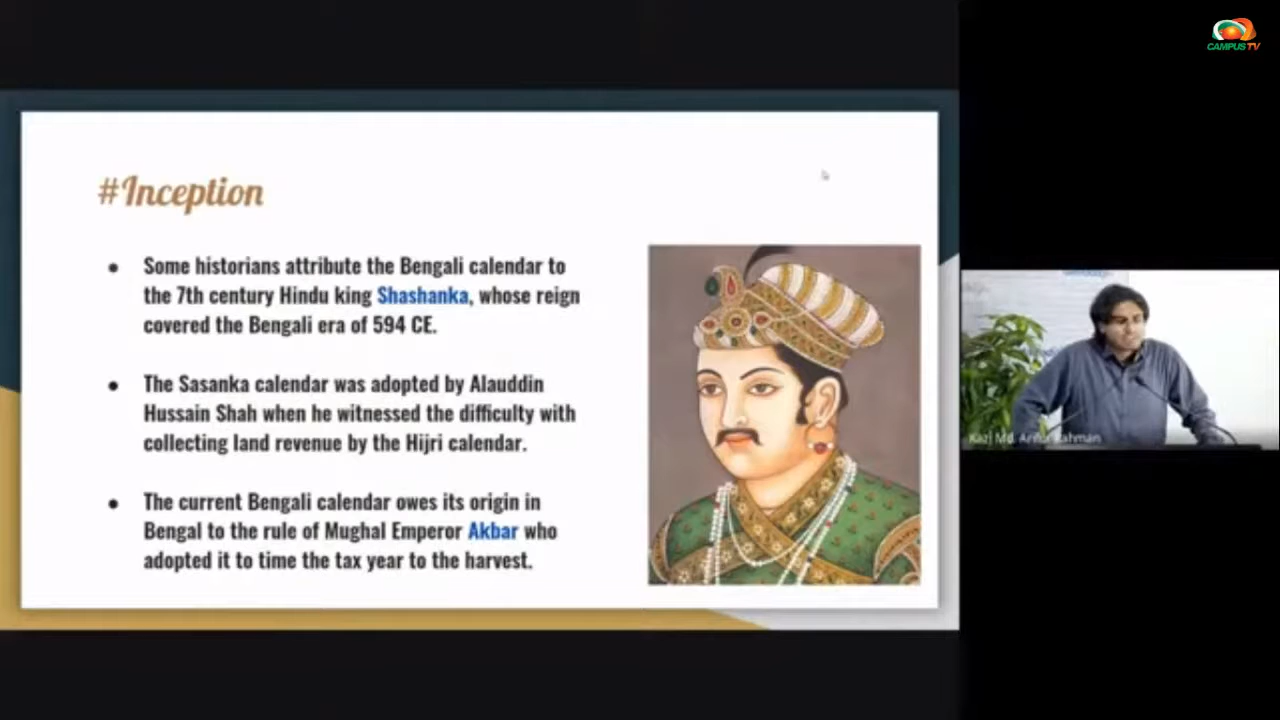 CAMPUS TV
#Inception
Some historians attribute the Bengali calendar to
the 7th century Hindu king Shashanka, whose reign
covered the Bengali era of 594 CE.
The Sasanka calendar was adopted by Alauddin
Hussain Shah when he witnessed the difficulty with
collecting land revenue by the Hijri calendar.
The current Bengali calendar owes its origin in
Bengal to the rule of Mughal Emperor Akbar who
adopted it to time the tax year to the harvest.
Kazi Md. Rahman